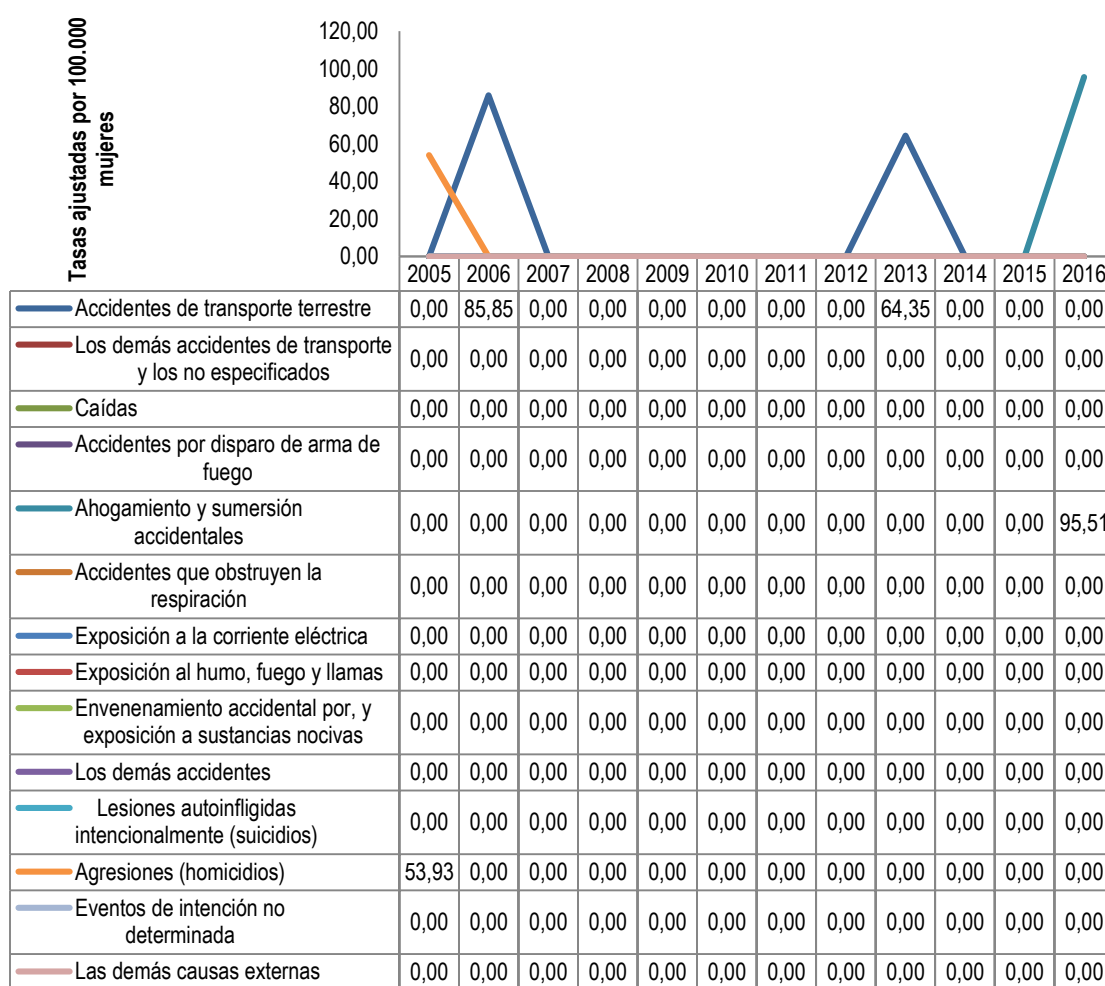 Tasas ajustadas por 100.000
mujeres
120,00
100,00
80,00
60,00
40,00
20,00
0,00
2005 2006 2007 2008 2009 2010 2011 2012 2013 2014 2015 2016
Accidentes de transporte terrestre 0,00 85,85 0,00 0,00 0,00 0,00 0,00 0,00 64,35 0,00 0,00 0,00
Los demás accidentes de transporte
y los no especificados 0,00 0,00 0,00 0,00 0,00 0,00 0,00 0,00 0,00 0,00 0,00 0,00
Caídas 0,00 0,00 0,00 0,00 0,00 0,00 0,00 0,00 0,00 0,00 0,00 0,00
Accidentes por disparo de arma de
fuego 0,00 0,00 0,00 0,00 0,00 0,00 0,00 0,00 0,00 0,00 0,00 0,00
Ahogamiento y sumersión
accidentales 0,00 0,00 0,00 0,00 0,00 0,00 0,00 0,00 0,00 0,00 0,00 95,51
Accidentes que obstruyen la
respiración 0,00 0,00 0,00 0,00 0,00 0,00 0,00 0,00 0,00 0,00 0,00 0,00
Exposición a la corriente eléctrica 0,00 0,00 0,00 0,00 0,00 0,00 0,00 0,00 0,00 0,00 0,00 0,00
Exposición al humo, fuego y llamas 0,00 0,00 0,00 0,00 0,00 0,00 0,00 0,00 0,00 0,00 0,00 0,00
Envenenamiento accidental por, y
exposición a sustancias nocivas 0,00 0,00 0,00 0,00 0,00 0,00 0,00 0,00 0,00 0,00 0,00 0,00
Los demás accidentes 0,00 0,00 0,00 0,00 0,00 0,00 0,00 0,00 0,00 0,00 0,00 0,00
Lesiones autoinfligidas
intencionalmente (suicidios) 0,00 0,00 0,00 0,00 0,00 0,00 0,00 0,00 0,00 0,00 0,00 0,00
Agresiones (homicidios) 53,93 0,00 0,00 0,00 0,00 0,00 0,00 0,00 0,00 0,00 0,00 0,00
Eventos de intención no
determinada 0,00 0,00 0,00 0,00 0,00 0,00 0,00 0,00 0,00 0,00 0,00 0,00
Las demás causas externas 0,00 0,00 0,00 0,00 0,00 0,00 0,00 0,00 0,00 0,00 0,00 0,00